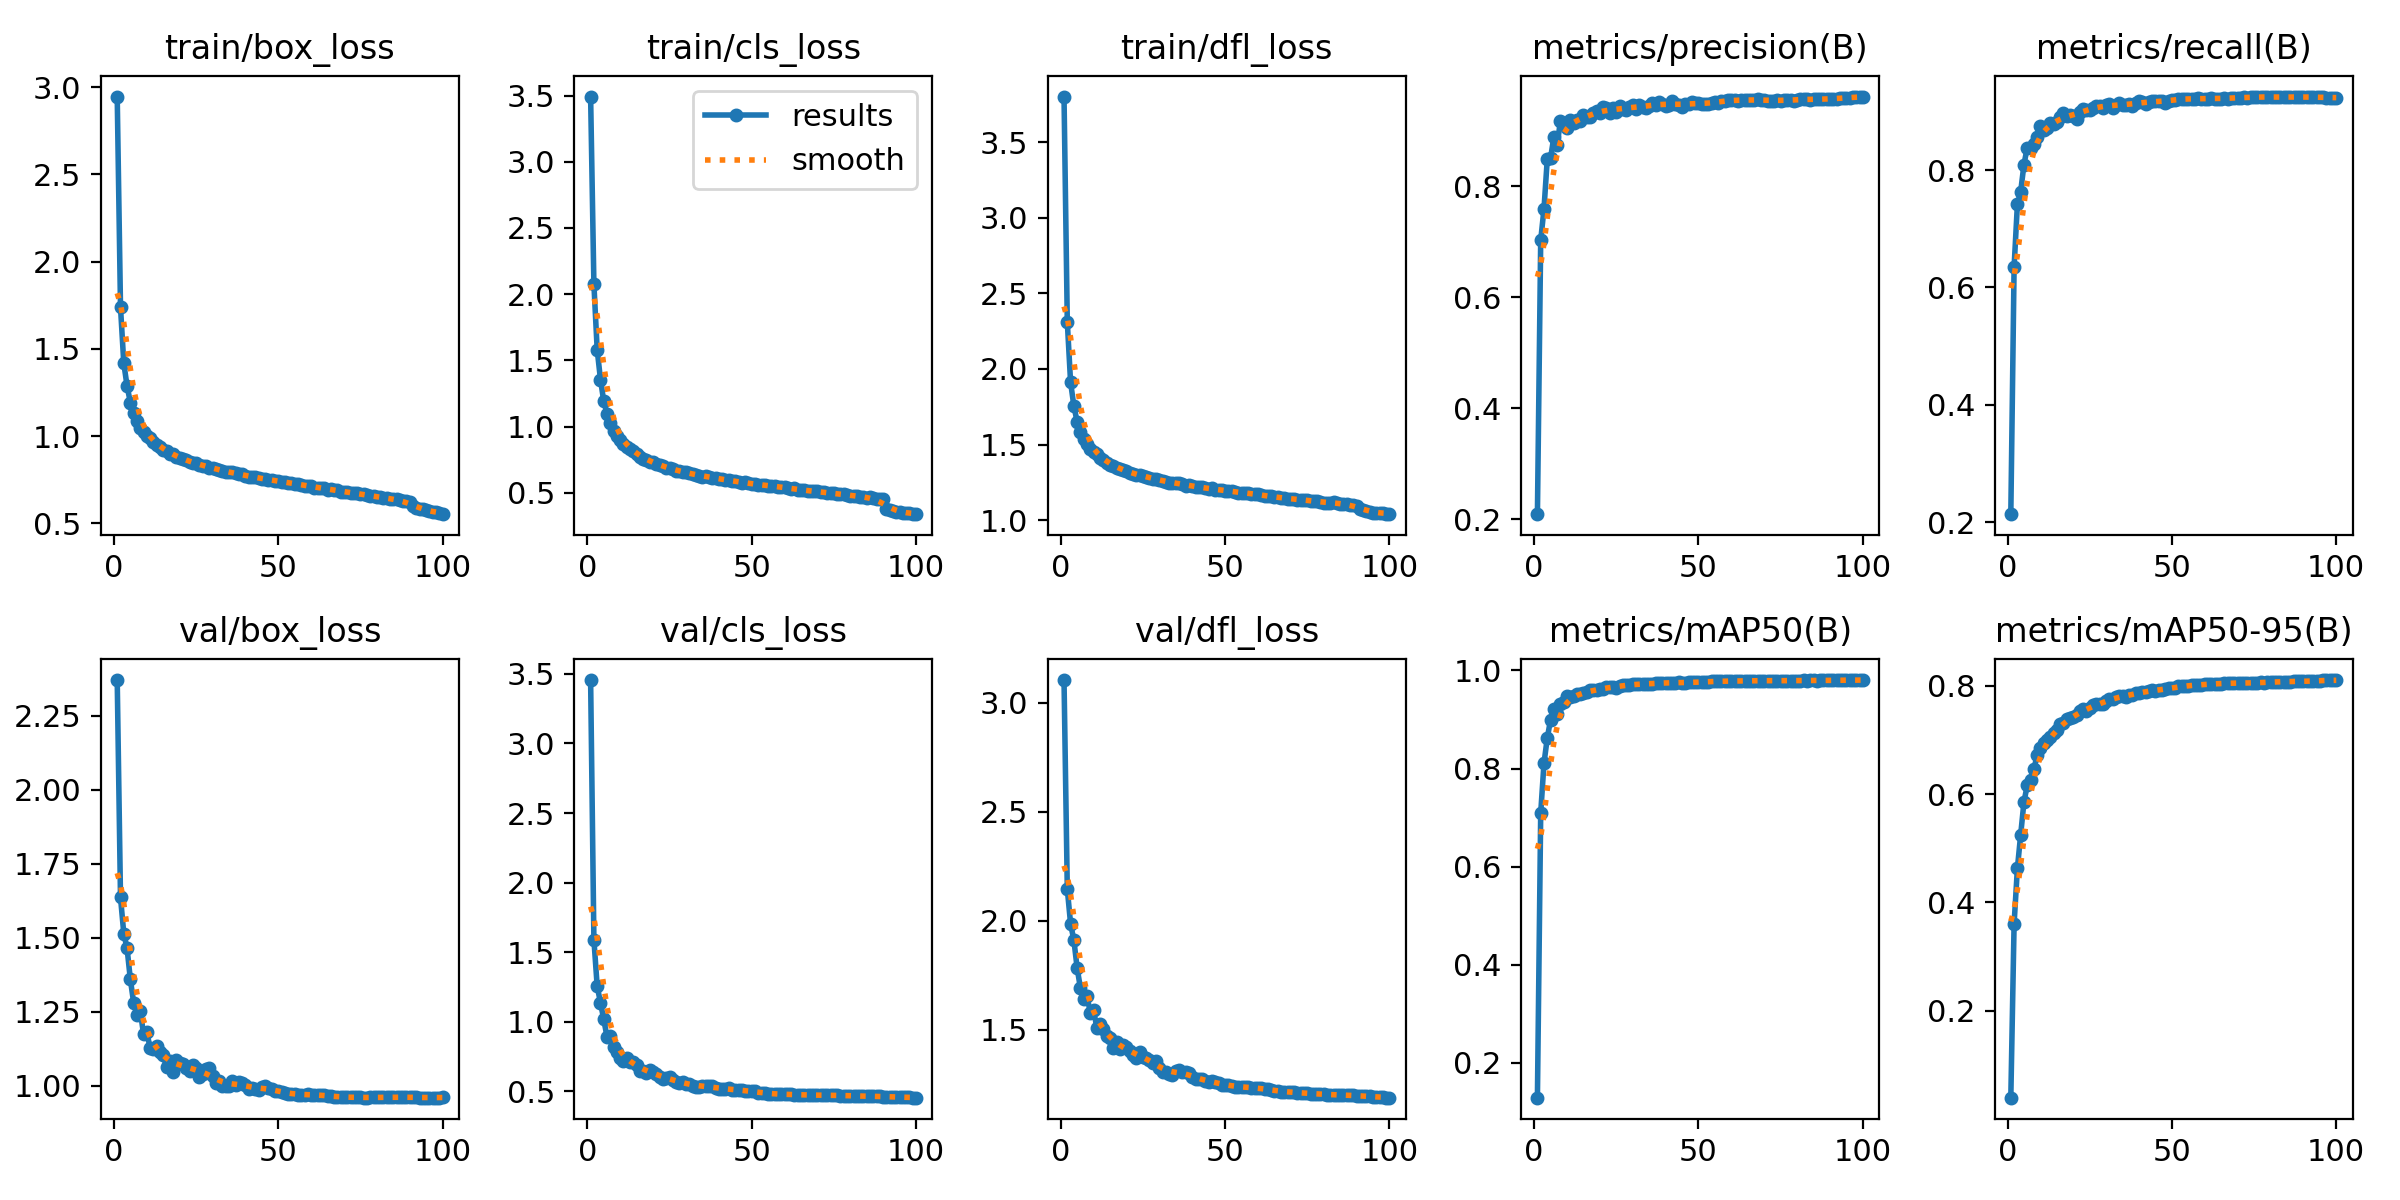 train/box_loss
3.0
2.5
2.0
1.5
1.0
0.5
0 50 100
train/cls_loss
results
smooth
3.5
3.0
2.5
2.0
1.5
1.0
0.5
0 50 100
train/dfl_loss
3.5
3.0
2.5
2.0
1.5
1.0
0 50 100
metrics/precision(B)
0.8
0.6
0.4
0.2
0 50 100
metrics/recall(B)
0.8
0.6
0.4
0.2
0 50 100
val/box_loss
2.25
2.00
1.75
1.50
1.25
1.00
0 50 100
val/cls_loss
3.5
3.0
2.5
2.0
1.5
1.0
0.5
0 50 100
val/dfl_loss
3.0
2.5
2.0
1.5
0 50 100
metrics/mAP50(B)
1.0
0.8
0.6
0.4
0.2
0 50 100
metrics/mAP50-95(B)
0.8
0.6
0.4
0.2
0 50 100